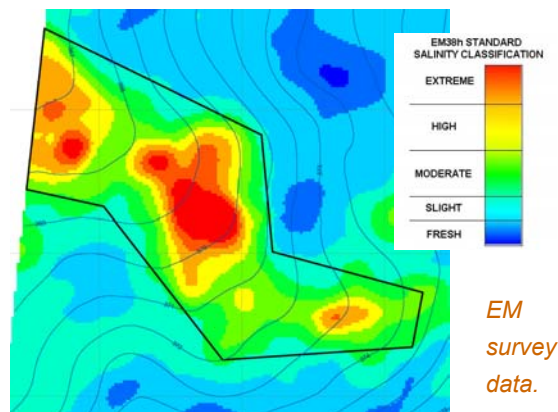 EM38h STANDARD
SALINITY CLASSIFICATION
EXTREME
HIGH
MODERATE
SLIGHT
FRESH
EM
survey
data.